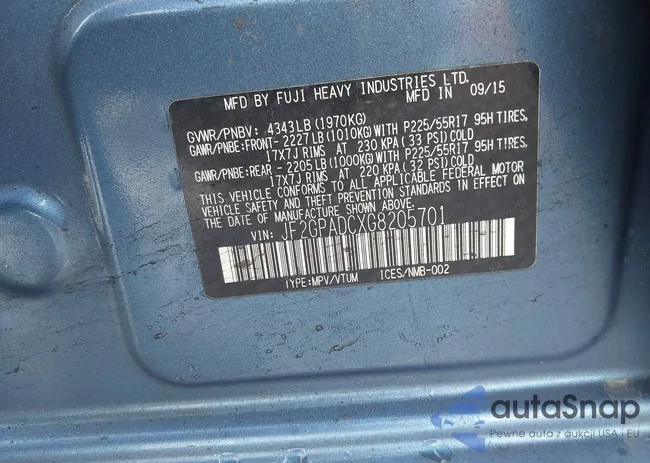 MFD BY FUJI HEAVY INDUSTRIES LTD.
MFD IN 09/15
GVWR/PNBV: 4343LB (1970KG)
GAWR/PNBE:FRONT- 2227LB (1010KG) WITH P225/55R17 95H TIRES,
17X7J RIMS AT 230 KPA (33 PSI) COLD
GAWR/PNBE:REAR - 2205LB (1000KG) WITH P225/55R17 95H TIRES,
17X7J RIMS AT 220 KPA (32 PSI) COLD
THIS VEHICLE CONFORMS TO ALL APPLICABLE FEDERAL MOTOR
VEHICLE SAFETY AND THEFT PREVENTION STANDARDS IN EFFECT
ON THE DATE OF MANUFACTURE SHOWN ABOVE.
VIN: JF2GPADCXG8205701
TYPE:MPV/VTUM ICES/NMB-002
autaSnap
Pewne auta z aukcji USA i EU